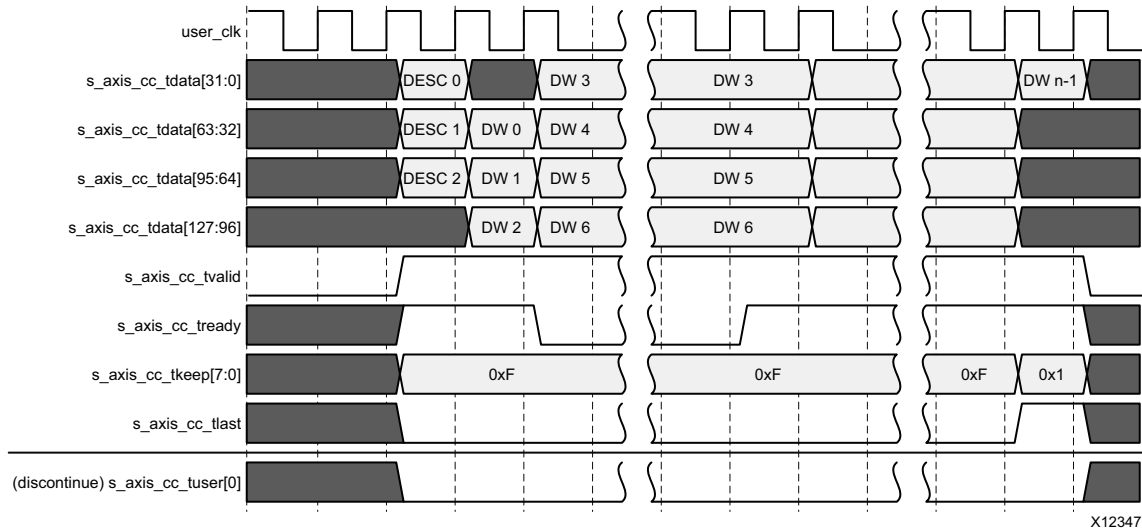 user_clk
s_axis_cc_tdata[31:0] DESC 0 DW 3 DW 3 DW n-1
s_axis_cc_tdata[63:32] DESC 1 DW 0 DW 4 DW 4
s_axis_cc_tdata[95:64] DESC 2 DW 1 DW 5 DW 5
s_axis_cc_tdata[127:96] DW 2 DW 6 DW 6
s_axis_cc_tvalid
s_axis_cc_tready
s_axis_cc_tkeep[7:0] 0xF 0xF 0xF 0x1
s_axis_cc_tlast
(discontinue) s_axis_cc_tuser[0]
X12347